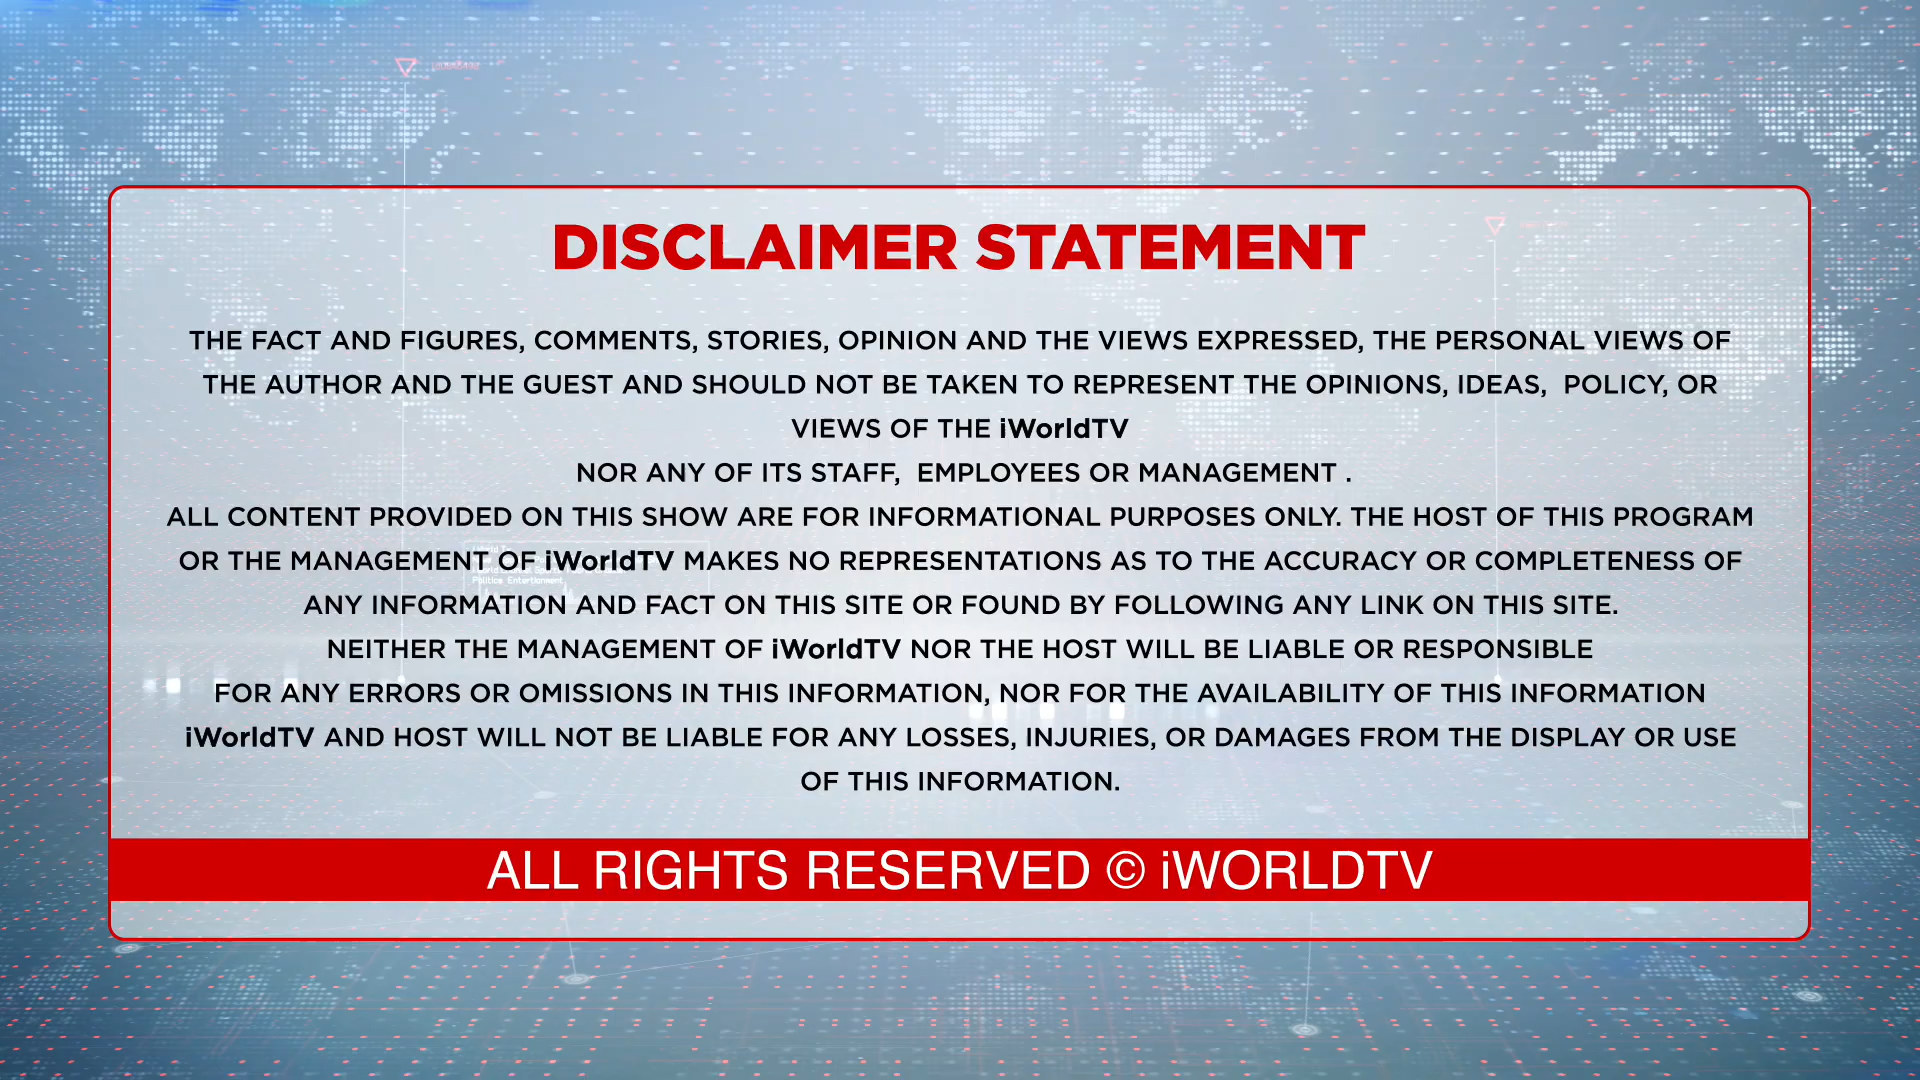 DISCLAIMER STATEMENT
THE FACT AND FIGURES, COMMENTS, STORIES, OPINION AND THE VIEWS EXPRESSED, THE PERSONAL VIEWS OF
THE AUTHOR AND THE GUEST AND SHOULD NOT BE TAKEN TO REPRESENT THE OPINIONS, IDEAS, POLICY, OR
VIEWS OF THE iWorldTV
NOR ANY OF ITS STAFF, EMPLOYEES OR MANAGEMENT .
ALL CONTENT PROVIDED ON THIS SHOW ARE FOR INFORMATIONAL PURPOSES ONLY. THE HOST OF THIS PROGRAM
OR THE MANAGEMENT OF iWorldTV MAKES NO REPRESENTATIONS AS TO THE ACCURACY OR COMPLETENESS OF
Politice Entertionment
ANY INFORMATION AND FACT ON THIS SITE OR FOUND BY FOLLOWING ANY LINK ON THIS SITE.
NEITHER THE MANAGEMENT OF iWorldTV NOR THE HOST WILL BE LIABLE OR RESPONSIBLE
FOR ANY ERRORS OR OMISSIONS IN THIS INFORMATION, NOR FOR THE AVAILABILITY OF THIS INFORMATION
iWorldTV AND HOST WILL NOT BE LIABLE FOR ANY LOSSES, INJURIES, OR DAMAGES FROM THE DISPLAY OR USE
OF THIS INFORMATION.
ALL RIGHTS RESERVED © iWORLDTV